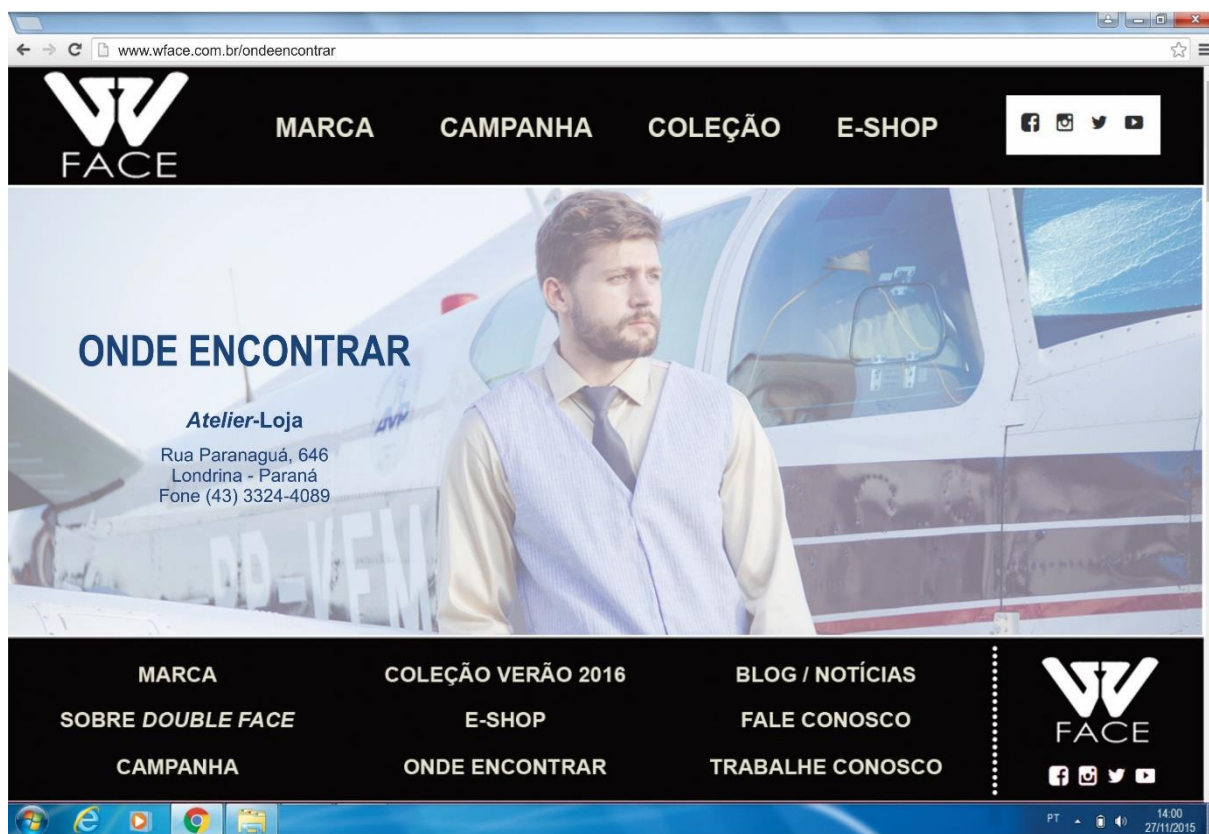 www.wface.com.br/ondeencontrar
W
FACE
MARCA CAMPANHA COLEÇÃO E-SHOP
ONDE ENCONTRAR
Atelier-Loja
Rua Paranaguá, 646
Londrina - Paraná
Fone (43) 3324-4089
PP-VFM
MARCA COLEÇÃO VERÃO 2016 BLOG / NOTÍCIAS
SOBRE DOUBLE FACE E-SHOP FALE CONOSCO
CAMPANHA ONDE ENCONTRAR TRABALHE CONOSCO
W
FACE
PT 14:00
27/11/2015